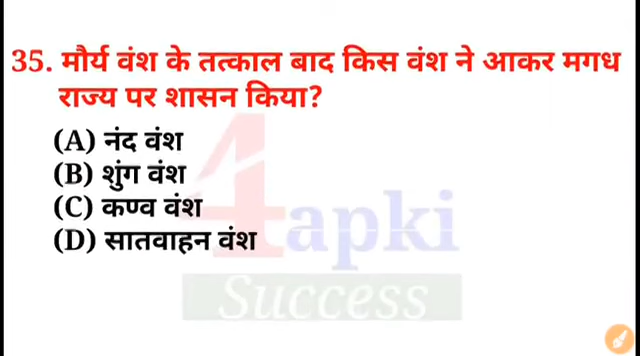 35. मौर्य वंश के तत्काल बाद किस वंश ने आकर मगध
राज्य पर शासन किया?
(A) नंद वंश
(B) शुंग वंश
(C) कण्व वंश
(D) सातवाहन वंश
4apki
Success